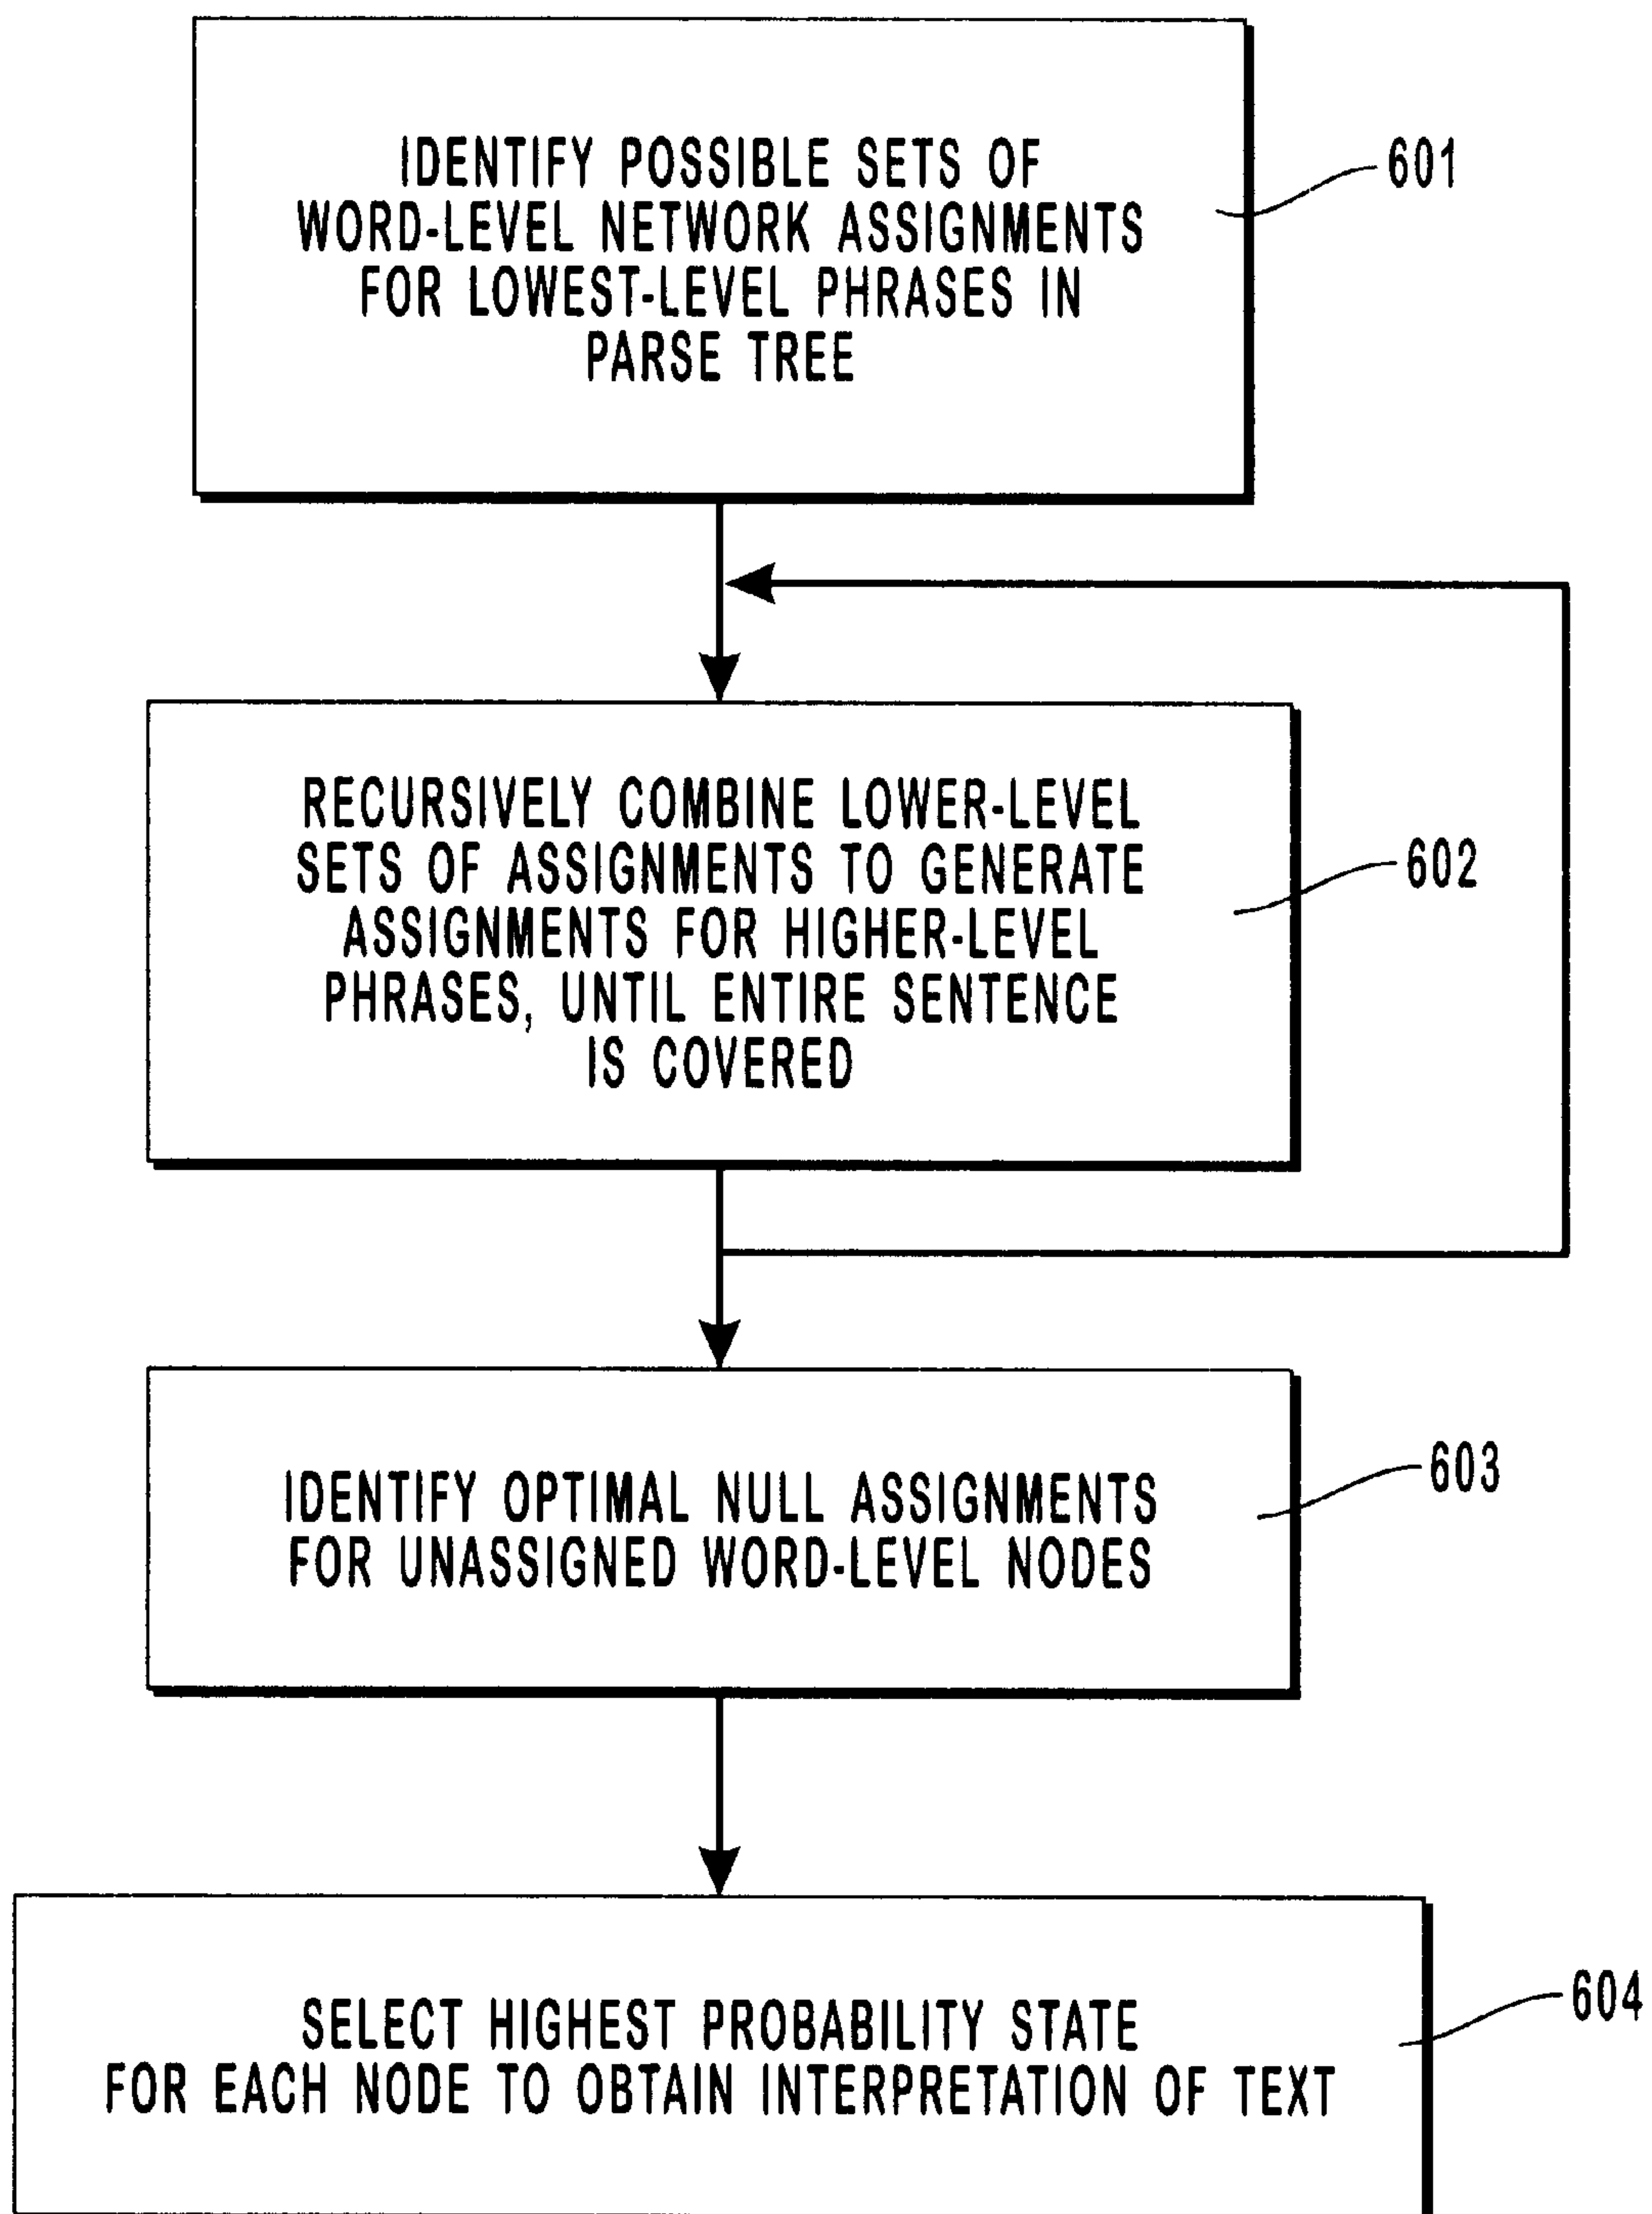 IDENTIFY POSSIBLE SETS OF
WORD-LEVEL NETWORK ASSIGNMENTS
FOR LOWEST-LEVEL PHRASES IN
PARSE TREE
601
RECURSIVELY COMBINE LOWER-LEVEL
SETS OF ASSIGNMENTS TO GENERATE
ASSIGNMENTS FOR HIGHER-LEVEL
PHRASES, UNTIL ENTIRE SENTENCE
IS COVERED
602
IDENTIFY OPTIMAL NULL ASSIGNMENTS
FOR UNASSIGNED WORD-LEVEL NODES
603
SELECT HIGHEST PROBABILITY STATE
FOR EACH NODE TO OBTAIN INTERPRETATION OF TEXT
604